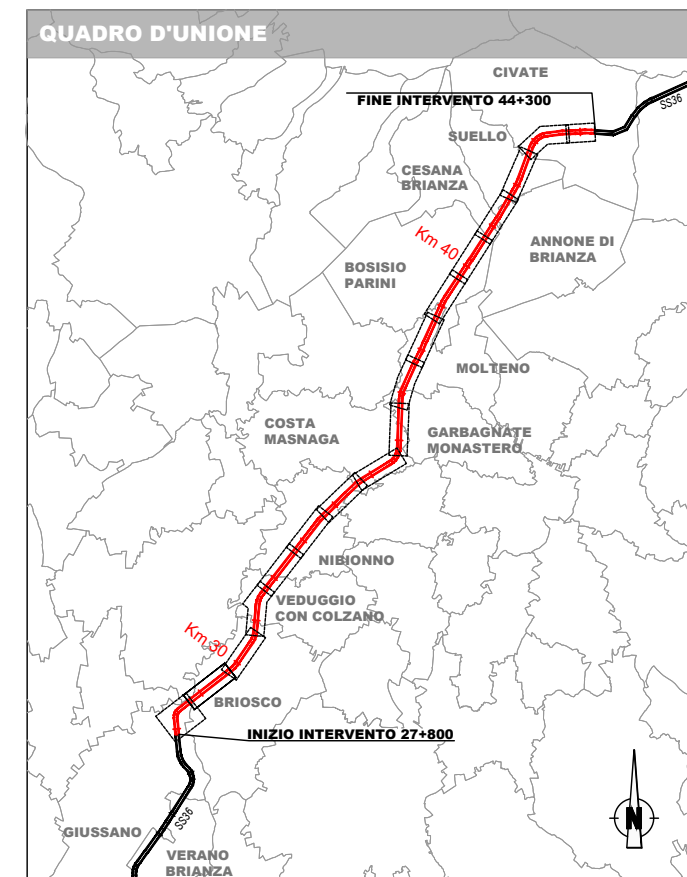 QUADRO D'UNIONE
CIVATE
SS36
FINE INTERVENTO 44+300
SUELLO
CESANA
BRIANZA
Km 40
ANNONE DI
BRIANZA
BOSISIO
PARINI
MOLTENO
COSTA
MASNAGA
GARBAGNATE
MONASTERO
NIBIONNO
VEDUGGIO
CON COLZANO
Km 30
BRIOSCO
INIZIO INTERVENTO 27+800
SS36
GIUSSANO
VERANO
BRIANZA
N